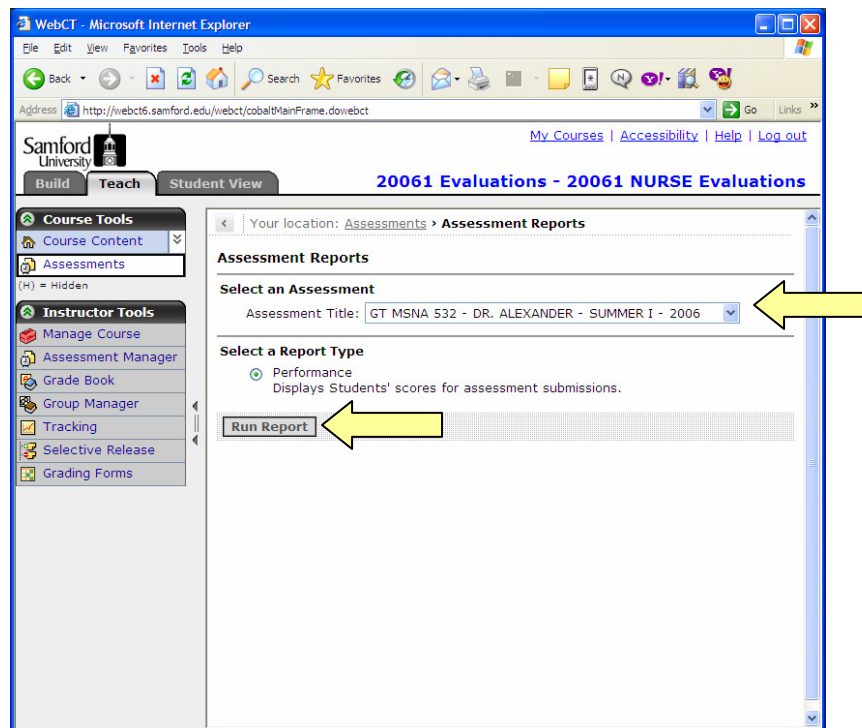 WebCT - Microsoft Internet Explorer
File Edit View Favorites Tools Help
Back Search Favorites
Address http://webct6.samford.edu/webct/cobaltMainFrame.dowebct Go Links »
Samford University
My Courses | Accessibility | Help | Log out
Build Teach Student View 20061 Evaluations - 20061 NURSE Evaluations
Course Tools
Course Content
Assessments
(H) = Hidden
Instructor Tools
Manage Course
Assessment Manager
Grade Book
Group Manager
Tracking
Selective Release
Grading Forms
Your location: Assessments › Assessment Reports
Assessment Reports
Select an Assessment
Assessment Title: GT MSNA 532 - DR. ALEXANDER - SUMMER I - 2006
Select a Report Type
Performance
Displays Students' scores for assessment submissions.
Run Report